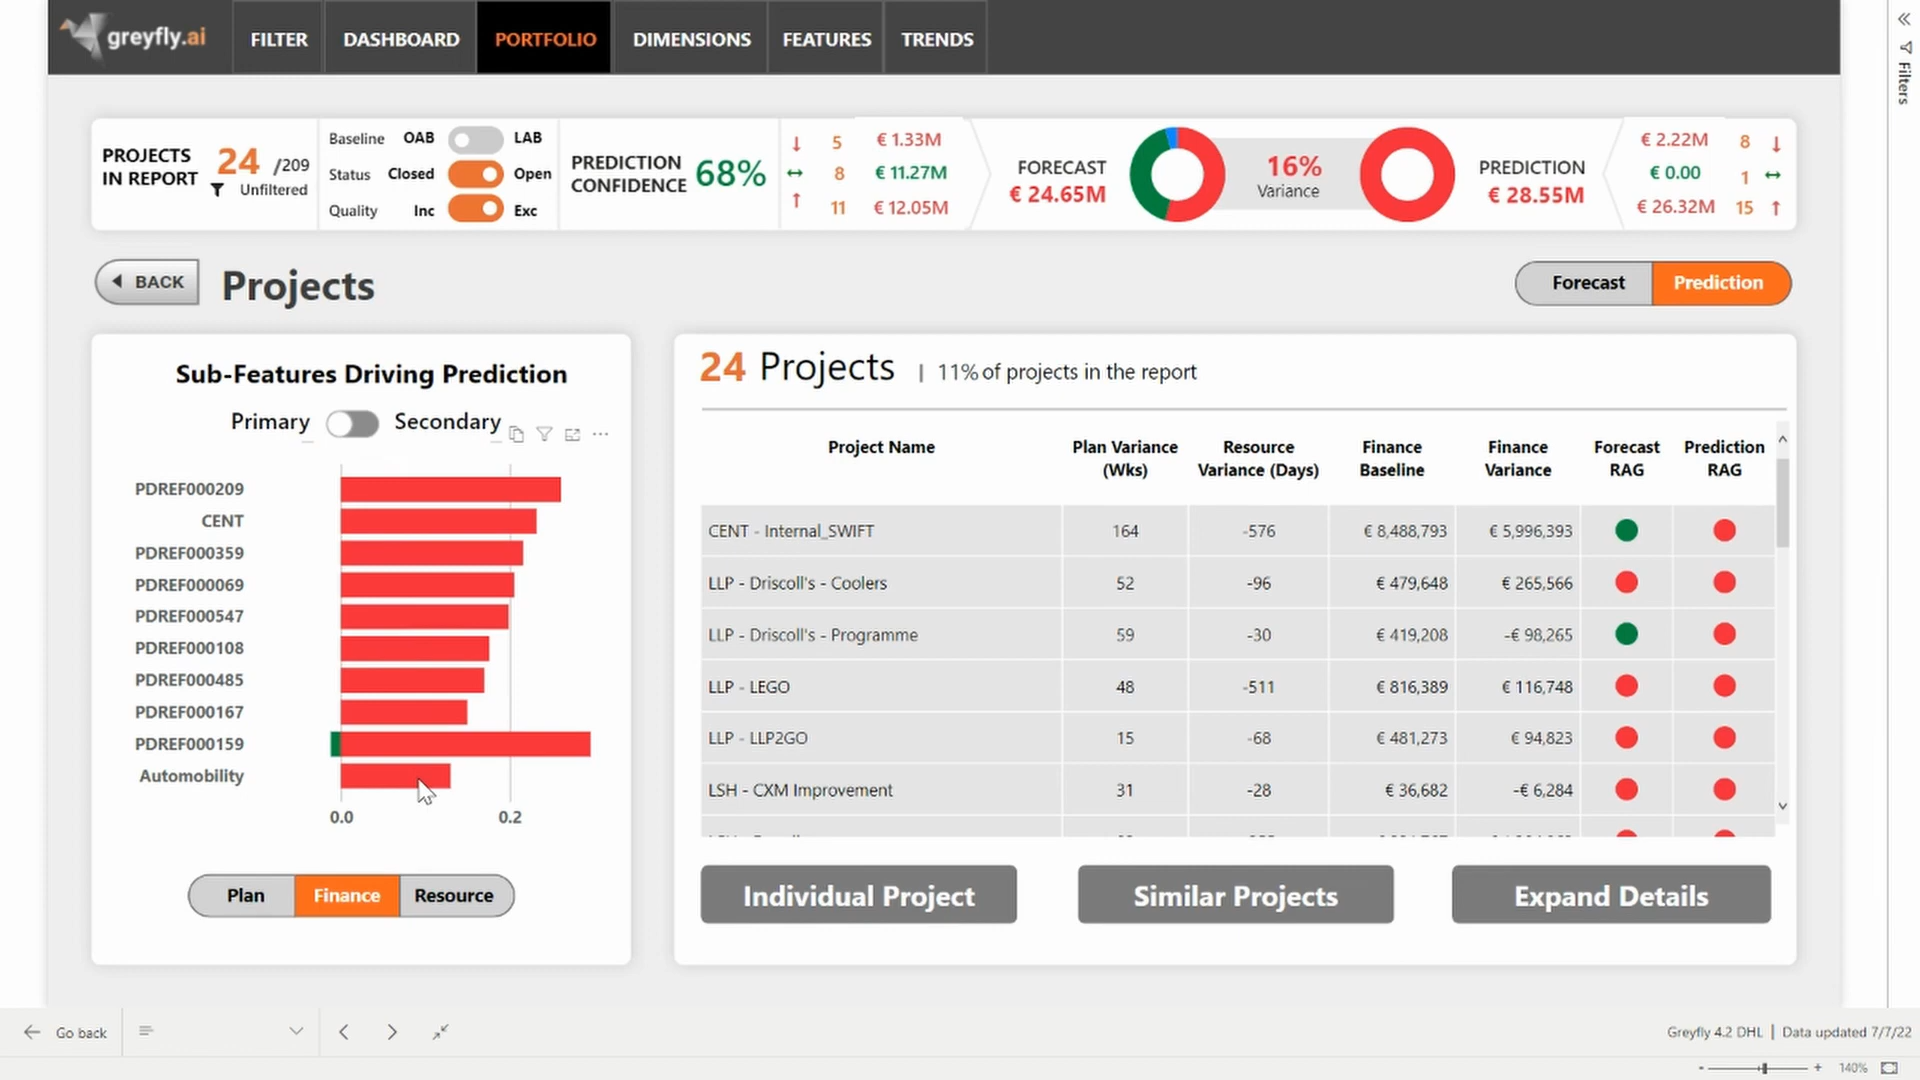 greyfly.ai
FILTER
DASHBOARD
PORTFOLIO
DIMENSIONS
FEATURES
TRENDS
Filters
PROJECTS
IN REPORT
24 /209
Unfiltered
Baseline OAB LAB
Status Closed Open
Quality Inc Exc
PREDICTION
CONFIDENCE
68%
↓ 5 € 1.33M
↔ 8 € 11.27M
↑ 11 € 12.05M
FORECAST
€ 24.65M
16%
Variance
PREDICTION
€ 28.55M
€ 2.22M 8 ↓
€ 0.00 1 ↔
€ 26.32M 15 ↑
BACK
Projects
Forecast
Prediction
Sub-Features Driving Prediction
Primary Secondary
PDREF000209
CENT
PDREF000359
PDREF000069
PDREF000547
PDREF000108
PDREF000485
PDREF000167
PDREF000159
Automobility
0.0 0.2
Plan Finance Resource
24 Projects | 11% of projects in the report
Project Name
Plan Variance
(Wks)
Resource
Variance (Days)
Finance
Baseline
Finance
Variance
Forecast
RAG
Prediction
RAG
CENT - Internal_SWIFT 164 -576 € 8,488,793 € 5,996,393
LLP - Driscoll's - Coolers 52 -96 € 479,648 € 265,566
LLP - Driscoll's - Programme 59 -30 € 419,208 -€ 98,265
LLP - LEGO 48 -511 € 816,389 € 116,748
LLP - LLP2GO 15 -68 € 481,273 € 94,823
LSH - CXM Improvement 31 -28 € 36,682 -€ 6,284
Individual Project
Similar Projects
Expand Details
Go back
Greyfly 4.2 DHL | Data updated 7/7/22
- + 140%